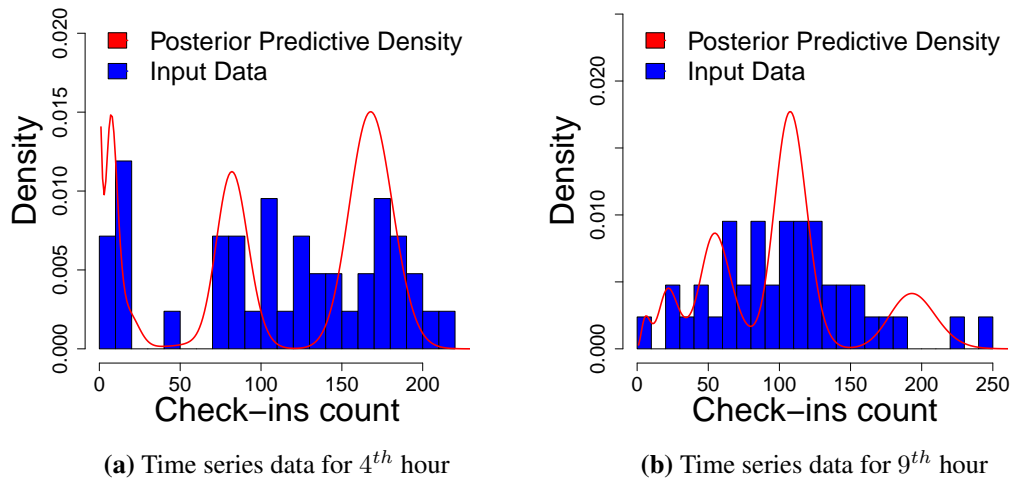 Posterior Predictive Density
Input Data
Density
0.000
0.005
0.010
0.015
0.020
0
50
100
150
200
Check−ins count
(a) Time series data for 4th hour
Posterior Predictive Density
Input Data
Density
0.000
0.010
0.020
0
50
100
150
200
250
Check−ins count
(b) Time series data for 9th hour